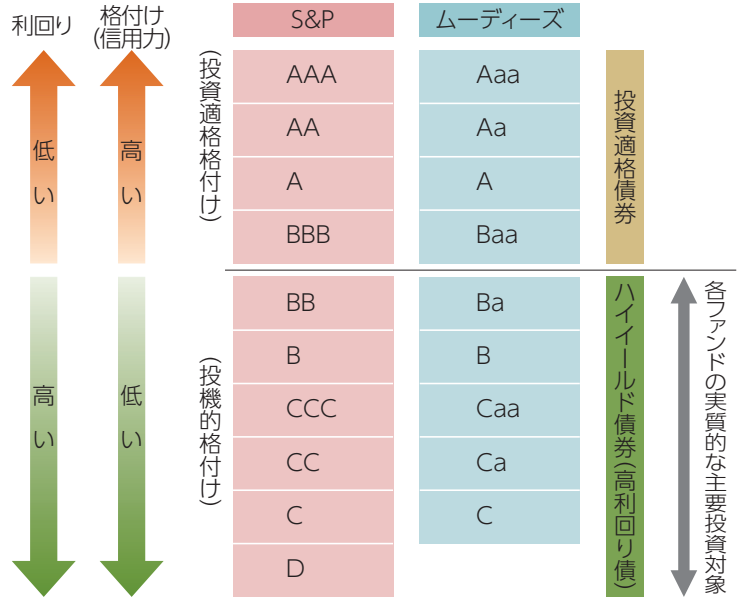 利回り
格付け
(信用力)
S&P
ムーディーズ
低い
高い
(投資適格格付け)
AAA
Aaa
AA
Aa
A
A
BBB
Baa
投資適格債券
高い
低い
(投機的格付け)
BB
Ba
B
B
CCC
Caa
CC
Ca
C
C
D
ハイイールド債券(高利回り債)
各ファンドの実質的な主要投資対象